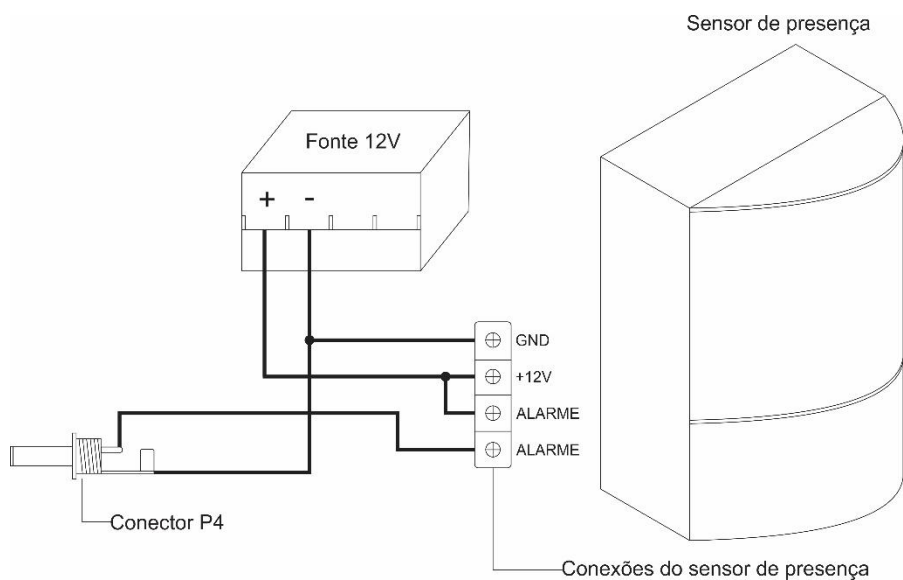 Sensor de presença
Fonte 12V
+ -
GND
+12V
ALARME
ALARME
Conector P4
Conexões do sensor de presença